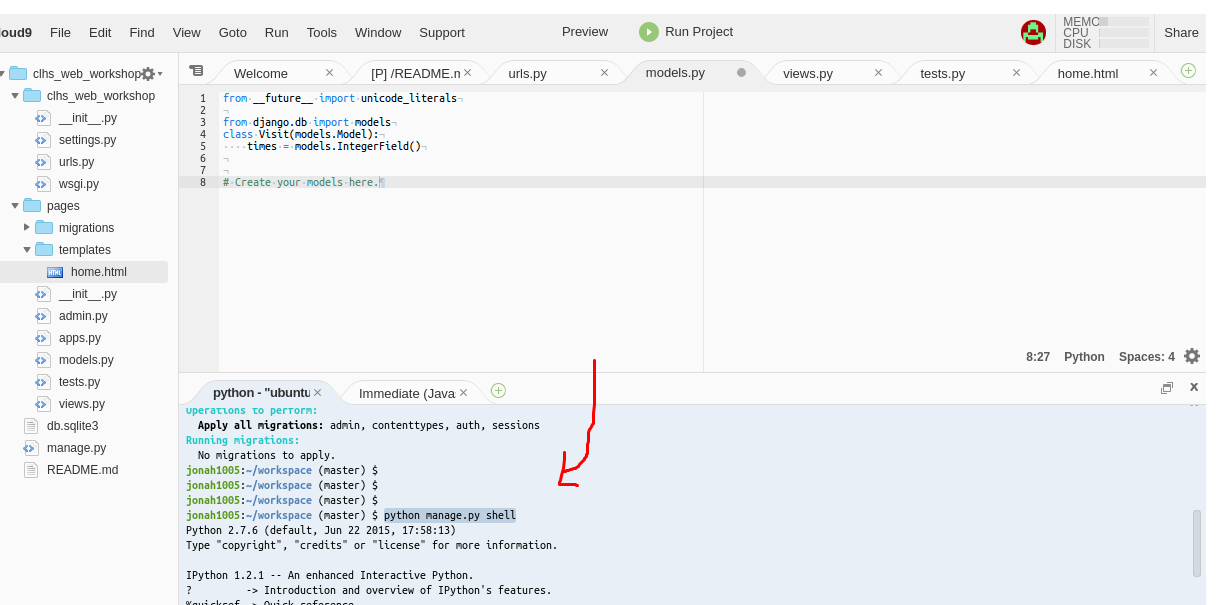 oud9 File Edit Find View Goto Run Tools Window Support Preview Run Project MEMO CPU DISK Share
clhs_web_workshop
clhs_web_workshop
__init__.py
settings.py
urls.py
wsgi.py
pages
migrations
templates
home.html
__init__.py
admin.py
apps.py
models.py
tests.py
views.py
db.sqlite3
manage.py
README.md
Welcome [P] /README.m urls.py models.py views.py tests.py home.html
1 from __future__ import unicode_literals
2
3 from django.db import models
4 class Visit(models.Model):
5 times = models.IntegerField()
6
7
8 # Create your models here.
8:27 Python Spaces: 4
python - "ubuntu Immediate (Javas
Operations to perform:
Apply all migrations: admin, contenttypes, auth, sessions
Running migrations:
No migrations to apply.
jonah1005:~/workspace (master) $
jonah1005:~/workspace (master) $
jonah1005:~/workspace (master) $
jonah1005:~/workspace (master) $ python manage.py shell
Python 2.7.6 (default, Jun 22 2015, 17:58:13)
Type "copyright", "credits" or "license" for more information.
IPython 1.2.1 -- An enhanced Interactive Python.
? -> Introduction and overview of IPython's features.
%quickref -> Quick reference.